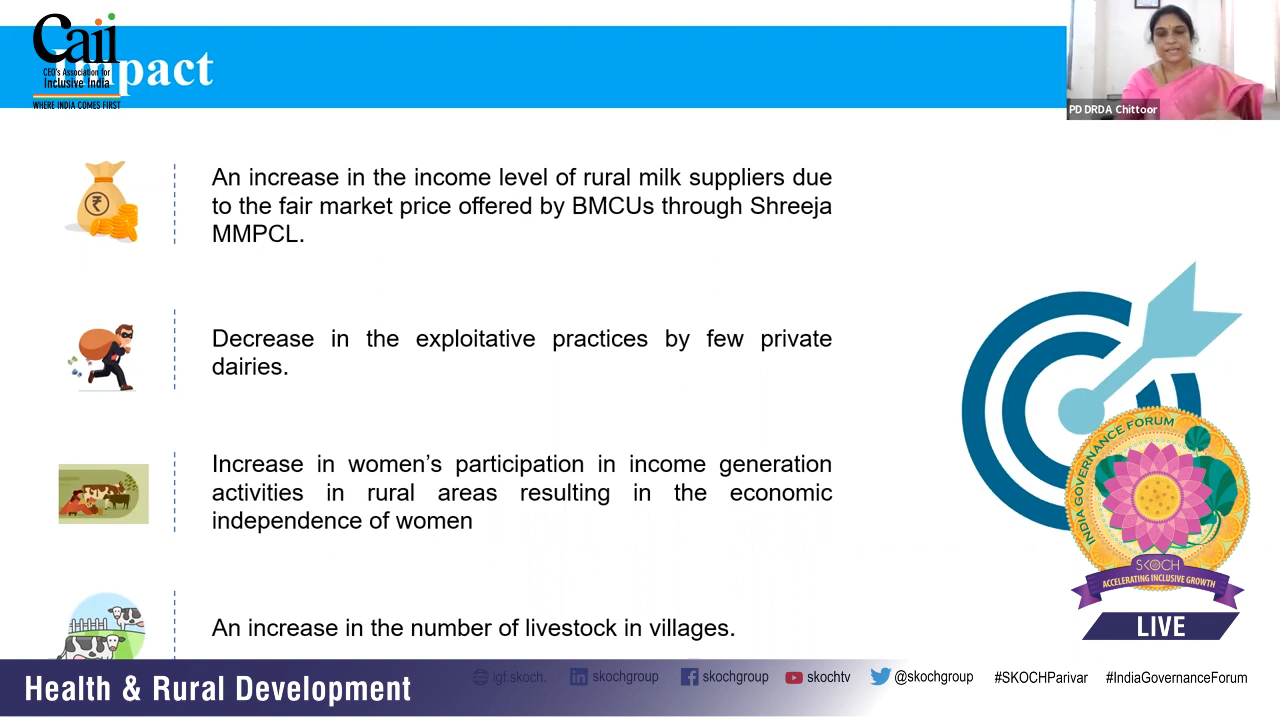 Caii
CEO's Association for
Inclusive India
WHERE INDIA COMES FIRST
Impact
PD DRDA Chittoor
An increase in the income level of rural milk suppliers due
to the fair market price offered by BMCUs through Shreeja
MMPCL.
Decrease in the exploitative practices by few private
dairies.
Increase in women’s participation in income generation
activities in rural areas resulting in the economic
independence of women
An increase in the number of livestock in villages.
INDIA GOVERNANCE FORUM
SKOCH
ACCELERATING INCLUSIVE GROWTH
LIVE
Health & Rural Development
igf.skoch.
skochgroup
skochgroup
skochtv
@skochgroup
#SKOCHParivar
#IndiaGovernanceForum